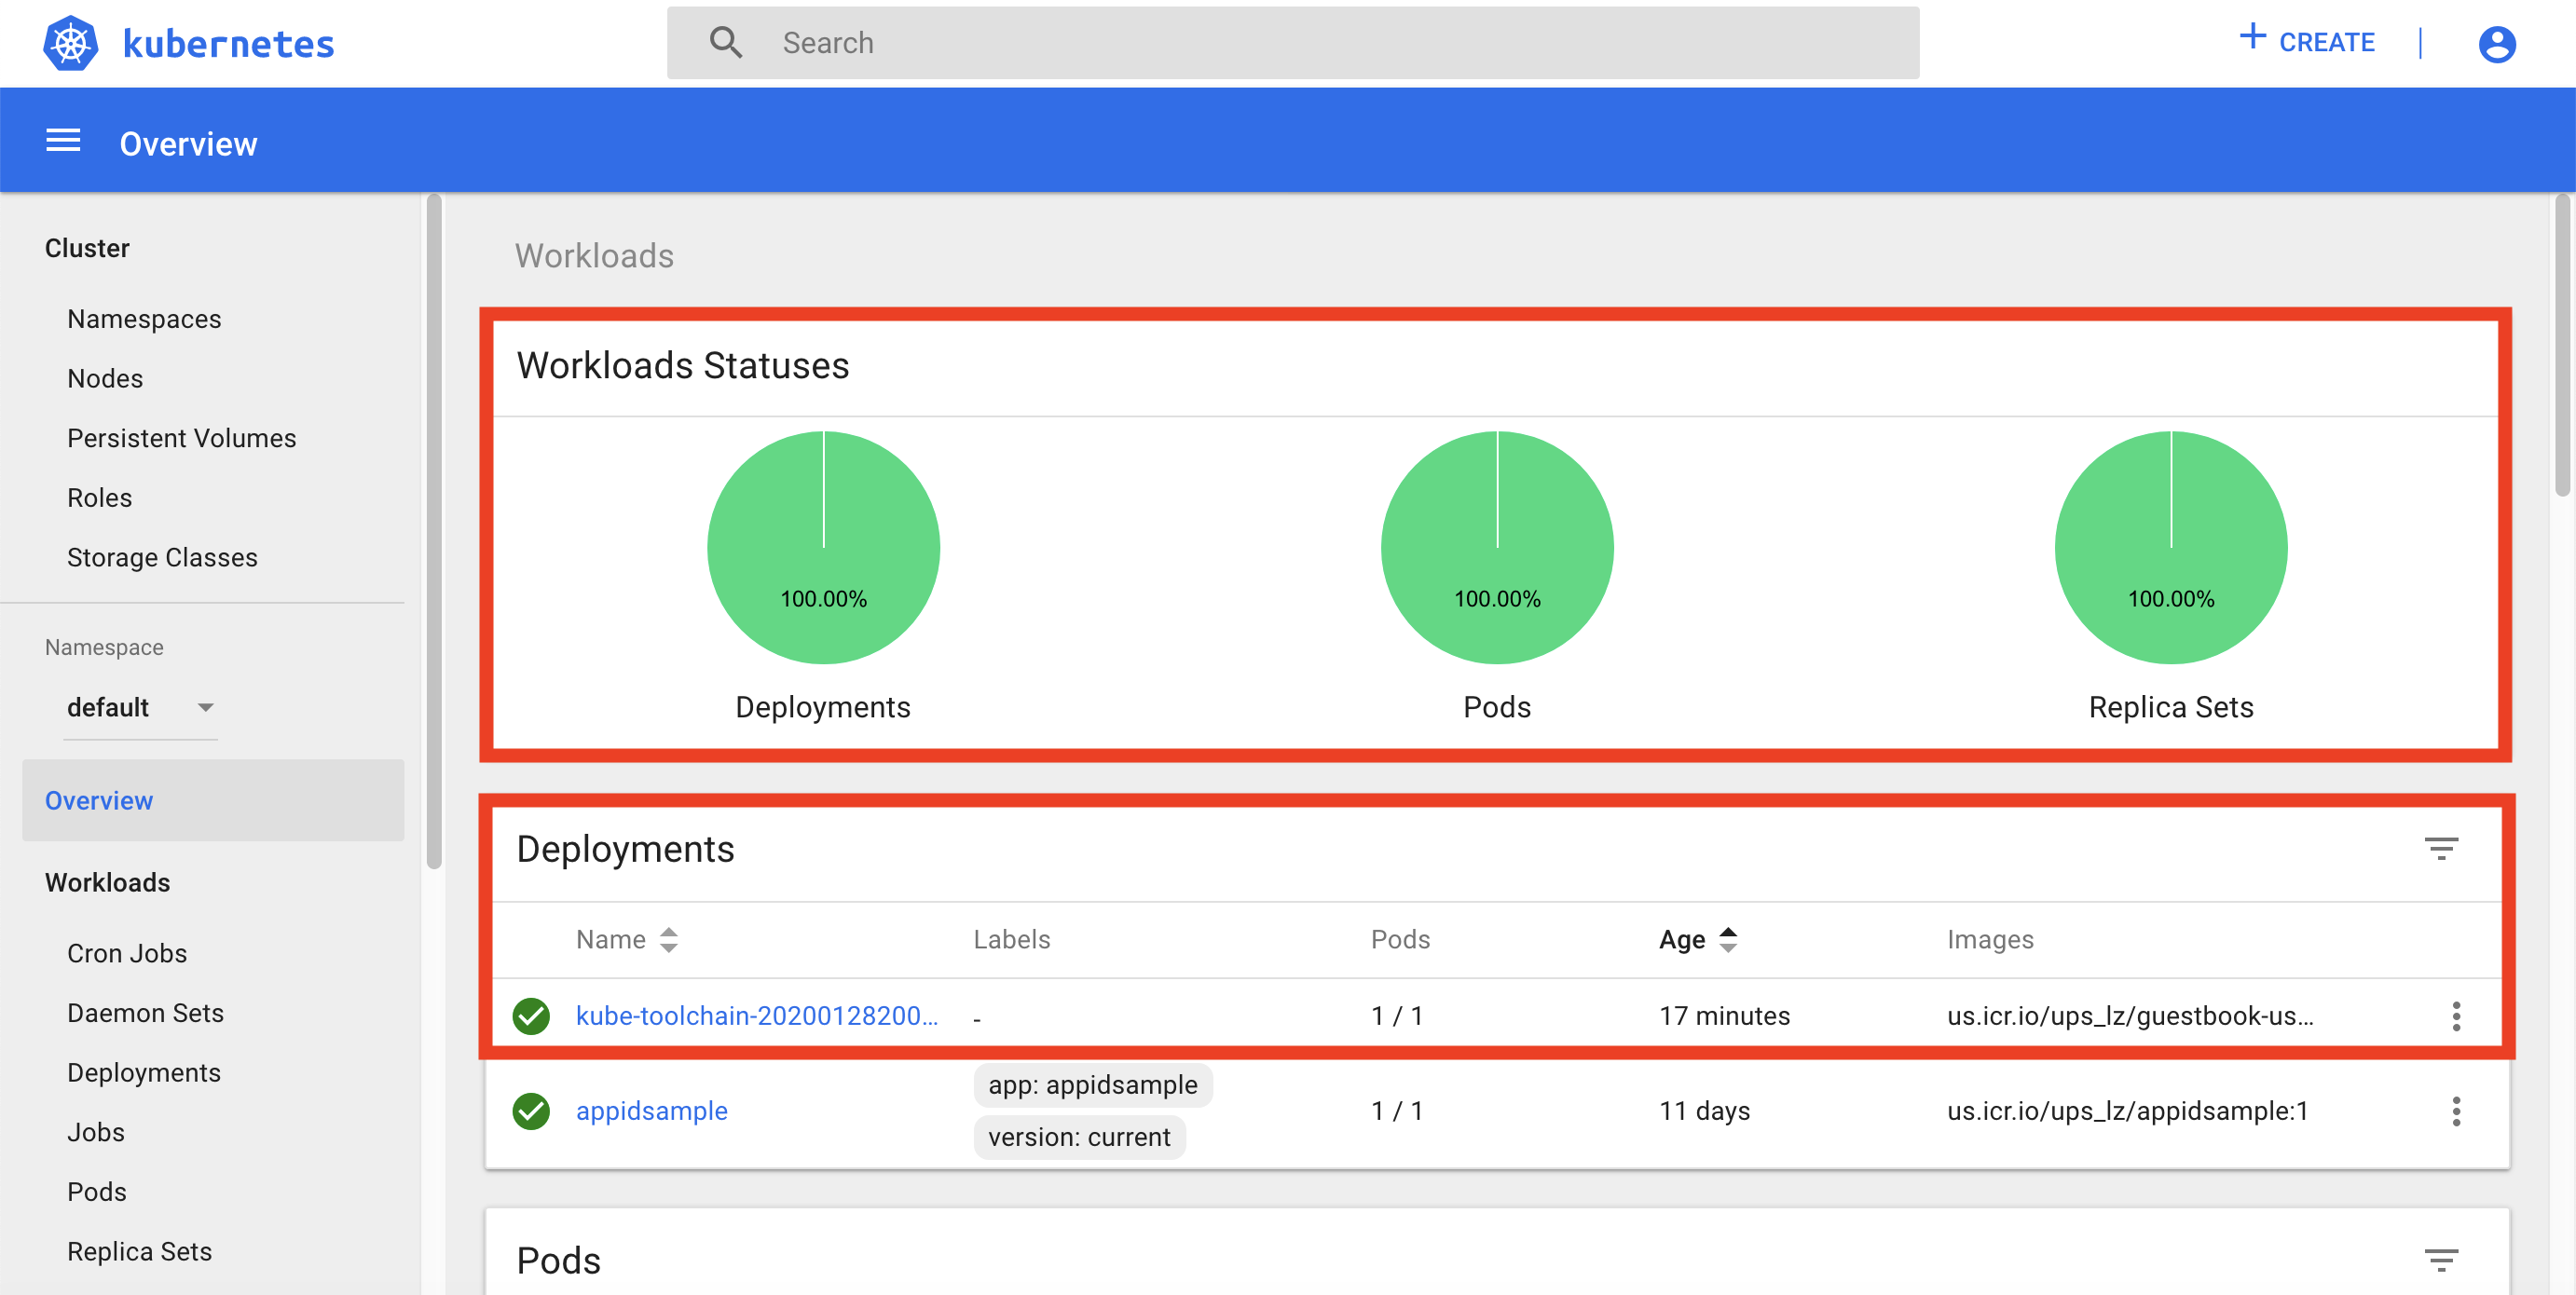 kubernetes
Search
CREATE
Overview
Cluster
Namespaces
Nodes
Persistent Volumes
Roles
Storage Classes
Namespace
default
Overview
Workloads
Cron Jobs
Daemon Sets
Deployments
Jobs
Pods
Replica Sets
Workloads
Workloads Statuses
100.00% 100.00% 100.00%
Deployments Pods Replica Sets
Deployments
Name Labels Pods Age Images
kube-toolchain-20200128200... - 1 / 1 17 minutes us.icr.io/ups_lz/guestbook-us...
appidsample app: appidsample 1 / 1 11 days us.icr.io/ups_lz/appidsample:1
version: current
Pods